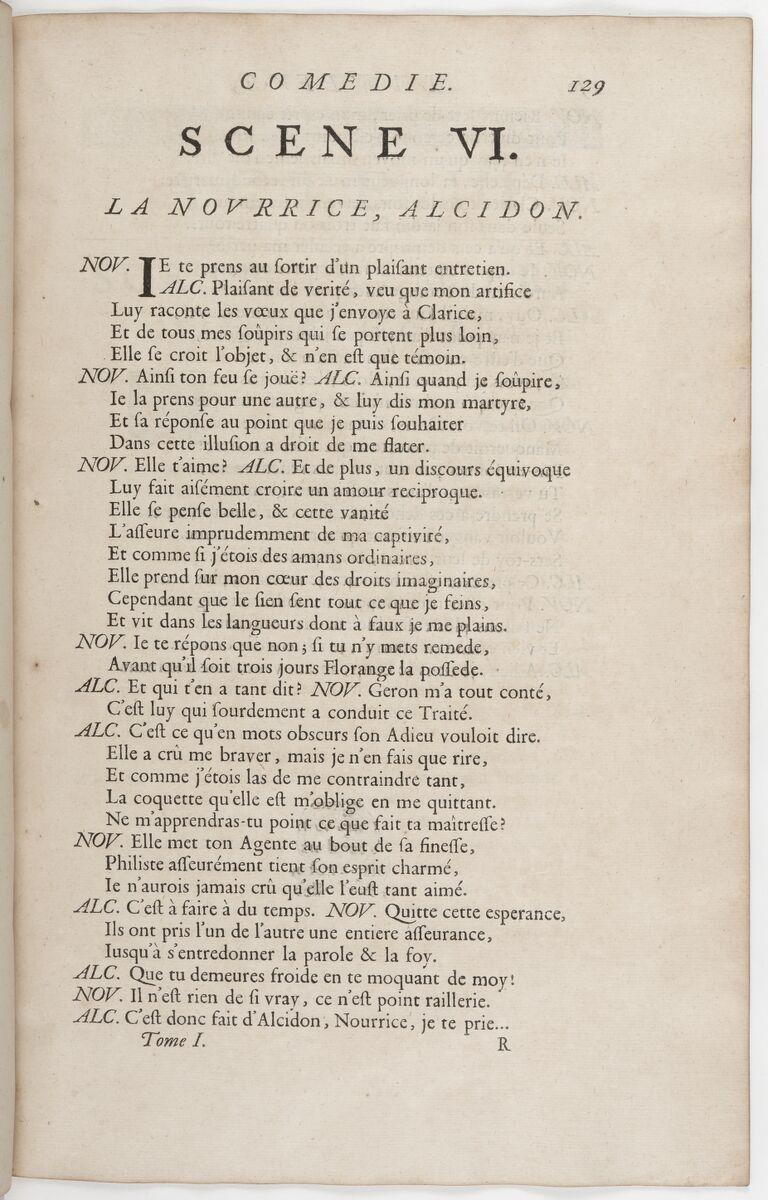 COMEDIE. 129
SCENE VI.
LA NOVRRICE, ALCIDON.
NOV. IE te prens au ſortir d'un plaiſant entretien.
ALC. Plaiſant de verité, veu que mon artifice
Luy raconte les vœux que j'envoye à Clarice,
Et de tous mes ſoûpirs qui ſe portent plus loin,
Elle ſe croit l'objet, & n'en eſt que témoin.
NOV. Ainſi ton feu ſe jouë? ALC. Ainſi quand je ſoûpire,
Ie la prens pour une autre, & luy dis mon martyre,
Et ſa réponſe au point que je puis ſouhaiter
Dans cette illuſion a droit de me flater.
NOV. Elle t'aime? ALC. Et de plus, un diſcours équivoque
Luy fait aiſément croire un amour reciproque.
Elle ſe penſe belle, & cette vanité
L'aſſeure imprudemment de ma captivité,
Et comme ſi j'étois des amans ordinaires,
Elle prend ſur mon cœur des droits imaginaires,
Cependant que le ſien ſent tout ce que je feins,
Et vit dans les langueurs dont à faux je me plains.
NOV. Ie te répons que non; ſi tu n'y mets remede,
Avant qu'il ſoit trois jours Florange la poſſede.
ALC. Et qui t'en a tant dit? NOV. Geron m'a tout conté,
C'eſt luy qui ſourdement a conduit ce Traité.
ALC. C'eſt ce qu'en mots obſcurs ſon Adieu vouloit dire.
Elle a crû me braver, mais je n'en fais que rire,
Et comme j'étois las de me contraindre tant,
La coquette qu'elle eſt m'oblige en me quittant.
Ne m'apprendras-tu point ce que fait ta maîtreſſe?
NOV. Elle met ton Agente au bout de ſa fineſſe,
Philiſte aſſeurément tient ſon eſprit charmé,
Ie n'aurois jamais crû qu'elle l'euſt tant aimé.
ALC. C'eſt à faire à du temps. NOV. Quitte cette eſperance,
Ils ont pris l'un de l'autre une entiere aſſeurance,
Iuſqu'à s'entredonner la parole & la foy.
ALC. Que tu demeures froide en te moquant de moy!
NOV. Il n'eſt rien de ſi vray, ce n'eſt point raillerie.
ALC. C'eſt donc fait d'Alcidon, Nourrice, je te prie...
Tome I. R